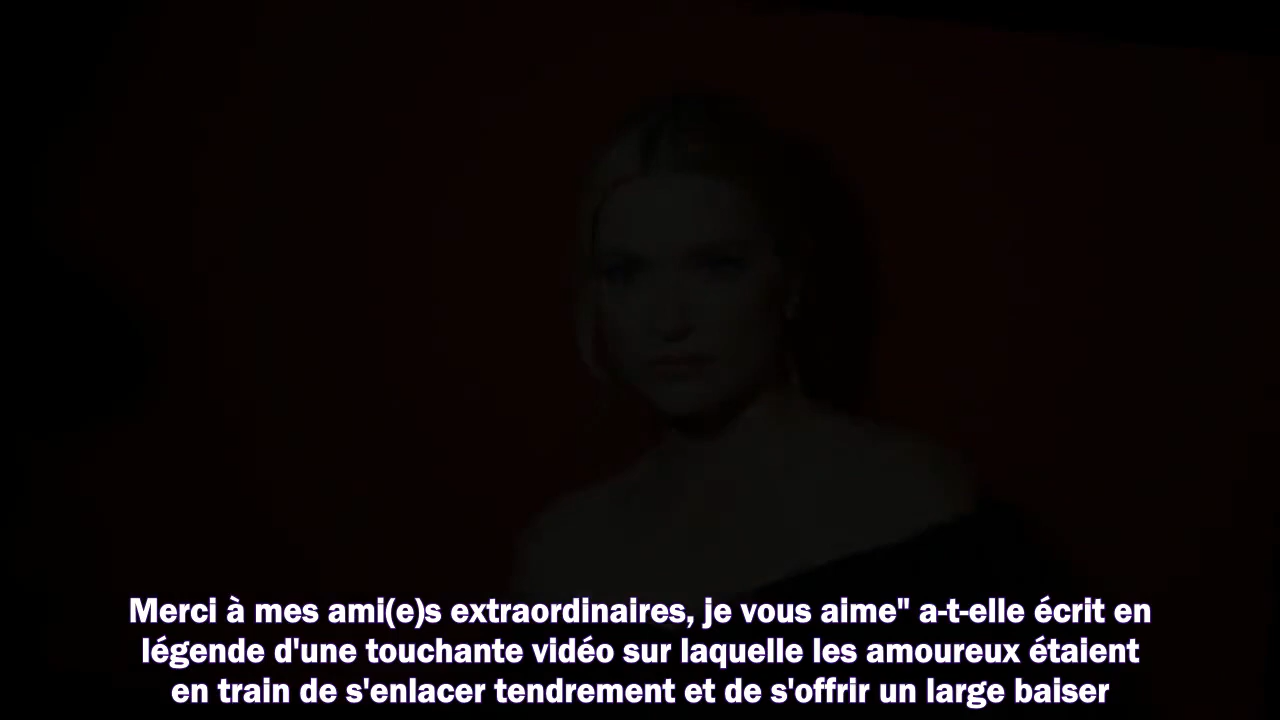 Merci à mes ami(e)s extraordinaires, je vous aime" a-t-elle écrit en
légende d'une touchante vidéo sur laquelle les amoureux étaient
en train de s'enlacer tendrement et de s'offrir un large baiser